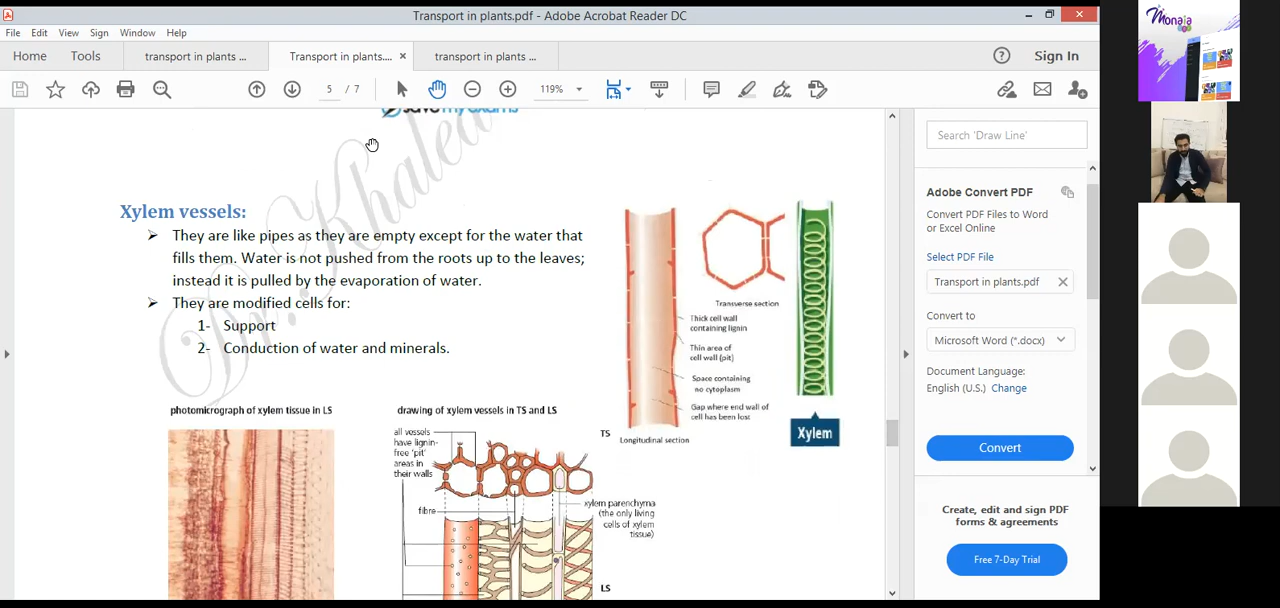 Transport in plants.pdf - Adobe Acrobat Reader DC
File Edit View Sign Window Help
Home Tools transport in plants ... Transport in plants.... × transport in plants ... Sign In
5 / 7 119%
save my exams
Dr. Khaled
Search 'Draw Line'
Adobe Convert PDF
Convert PDF Files to Word
or Excel Online
Select PDF File
Transport in plants.pdf
Convert to
Microsoft Word (*.docx)
Document Language:
English (U.S.) Change
Convert
Create, edit and sign PDF
forms & agreements
Free 7-Day Trial
Xylem vessels:
They are like pipes as they are empty except for the water that
fills them. Water is not pushed from the roots up to the leaves;
instead it is pulled by the evaporation of water.
They are modified cells for:
1- Support
2- Conduction of water and minerals.
Transverse section
Thick cell wall
containing lignin
Thin area of
cell wall (pit)
Space containing
no cytoplasm
Gap where end wall of
cell has been lost
Longitudinal section
Xylem
photomicrograph of xylem tissue in LS
drawing of xylem vessels in TS and LS
all vessels
have lignin-
free 'pit'
areas in
their walls
TS
fibre
xylem parenchyma
(the only living
cells of xylem
tissue)
LS
Monaja